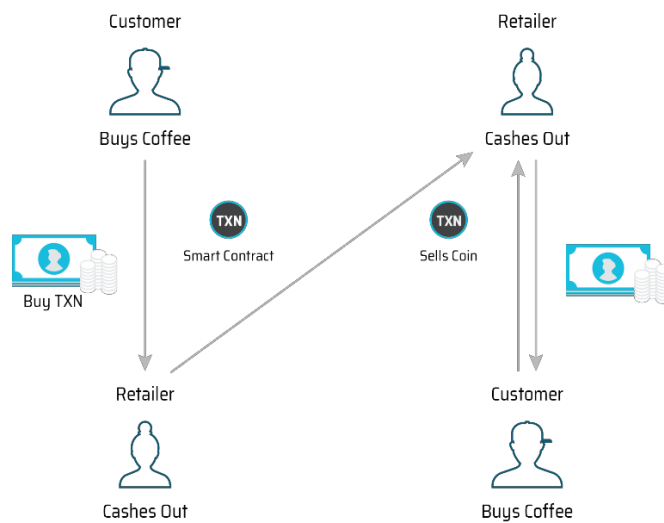 Customer
Retailer
Buys Coffee
Cashes Out
TXN
TXN
Smart Contract
Sells Coin
Buy TXN
Retailer
Customer
Cashes Out
Buys Coffee